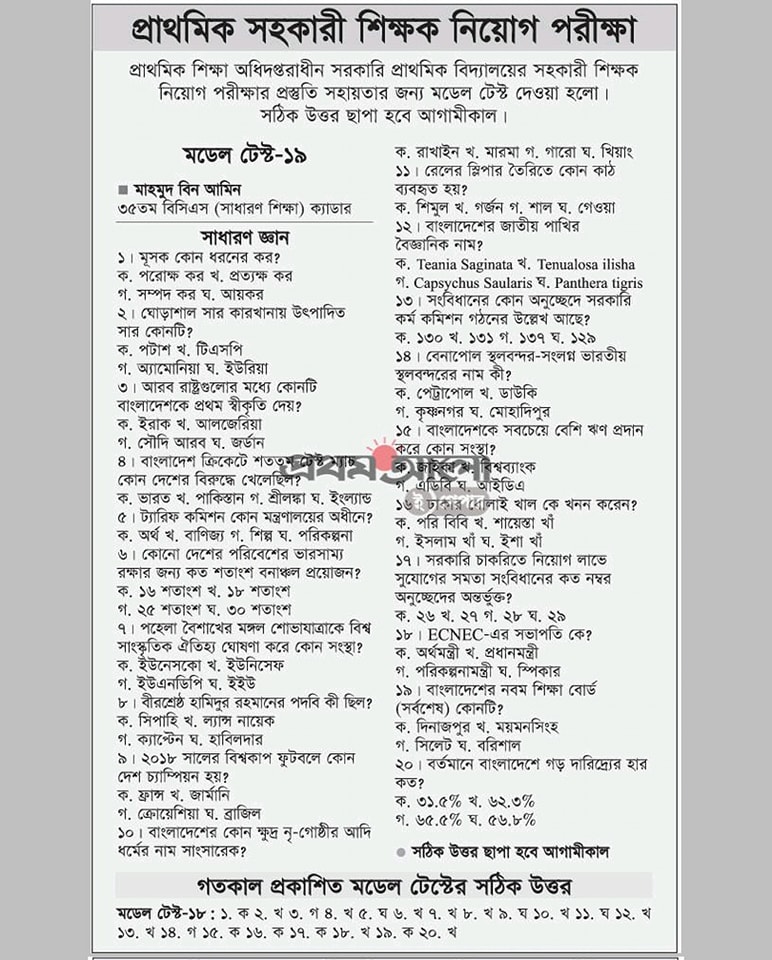 প্রাথমিক সহকারী শিক্ষক নিয়োগ পরীক্ষা
প্রাথমিক শিক্ষা অধিদপ্তরাধীন সরকারি প্রাথমিক বিদ্যালয়ের সহকারী শিক্ষক
নিয়োগ পরীক্ষার প্রস্তুতি সহায়তার জন্য মডেল টেস্ট দেওয়া হলো।
সঠিক উত্তর ছাপা হবে আগামীকাল।
মডেল টেস্ট-১৯
■ মাহমুদ বিন আমিন
৩৫তম বিসিএস (সাধারণ শিক্ষা) ক্যাডার
সাধারণ জ্ঞান
১। মূসক কোন ধরনের কর?
ক. পরোক্ষ কর খ. প্রত্যক্ষ কর
গ. সম্পদ কর ঘ. আয়কর
২। ঘোড়াশাল সার কারখানায় উৎপাদিত
সার কোনটি?
ক. পটাশ খ. টিএসপি
গ. অ্যামোনিয়া ঘ. ইউরিয়া
৩। আরব রাষ্ট্রগুলোর মধ্যে কোনটি
বাংলাদেশকে প্রথম স্বীকৃতি দেয়?
ক. ইরাক খ. আলজেরিয়া
গ. সৌদি আরব ঘ. জর্ডান
৪। বাংলাদেশ ক্রিকেটে শততম টেস্ট ম্যাচ
কোন দেশের বিরুদ্ধে খেলেছিল?
ক. ভারত খ. পাকিস্তান গ. শ্রীলঙ্কা ঘ. ইংল্যান্ড
৫। ট্যারিফ কমিশন কোন মন্ত্রণালয়ের অধীনে?
ক. অর্থ খ. বাণিজ্য গ. শিল্প ঘ. পরিকল্পনা
৬। কোনো দেশের পরিবেশের ভারসাম্য
রক্ষার জন্য কত শতাংশ বনাঞ্চল প্রয়োজন?
ক. ১৬ শতাংশ খ. ১৮ শতাংশ
গ. ২৫ শতাংশ ঘ. ৩০ শতাংশ
৭। পহেলা বৈশাখের মঙ্গল শোভাযাত্রাকে বিশ্ব
সাংস্কৃতিক ঐতিহ্য ঘোষণা করে কোন সংস্থা?
ক. ইউনেসকো খ. ইউনিসেফ
গ. ইউএনডিপি ঘ. ইইউ
৮। বীরশ্রেষ্ঠ হামিদুর রহমানের পদবি কী ছিল?
ক. সিপাহি খ. ল্যান্স নায়েক
গ. ক্যাপ্টেন ঘ. হাবিলদার
৯। ২০১৮ সালের বিশ্বকাপ ফুটবলে কোন
দেশ চ্যাম্পিয়ন হয়?
ক. ফ্রান্স খ. জার্মানি
গ. ক্রোয়েশিয়া ঘ. ব্রাজিল
১০। বাংলাদেশের কোন ক্ষুদ্র নৃ-গোষ্ঠীর আদি
ধর্মের নাম সাংসারেক?
ক. রাখাইন খ. মারমা গ. গারো ঘ. খিয়াং
১১। রেলের স্লিপার তৈরিতে কোন কাঠ
ব্যবহৃত হয়?
ক. শিমুল খ. গর্জন গ. শাল ঘ. গেওয়া
১২। বাংলাদেশের জাতীয় পাখির
বৈজ্ঞানিক নাম?
ক. Teania Saginata খ. Tenualosa ilisha
গ. Capsychus Saularis ঘ. Panthera tigris
১৩। সংবিধানের কোন অনুচ্ছেদে সরকারি
কর্ম কমিশন গঠনের উল্লেখ আছে?
ক. ১৩০ খ. ১৩১ গ. ১৩৭ ঘ. ১২৯
১৪। বেনাপোল স্থলবন্দর-সংলগ্ন ভারতীয়
স্থলবন্দরের নাম কী?
ক. পেট্রাপোল খ. ডাউকি
গ. কৃষ্ণনগর ঘ. মোহাদিপুর
১৫। বাংলাদেশকে সবচেয়ে বেশি ঋণ প্রদান
করে কোন সংস্থা?
ক. জাইকা খ. বিশ্বব্যাংক
গ. এডিবি ঘ. আইডিএ
১৬। ঢাকার ধোলাই খাল কে খনন করেন?
ক. পরি বিবি খ. শায়েস্তা খাঁ
গ. ইসলাম খাঁ ঘ. ইশা খাঁ
১৭। সরকারি চাকরিতে নিয়োগ লাভে
সুযোগের সমতা সংবিধানের কত নম্বর
অনুচ্ছেদের অন্তর্ভুক্ত?
ক. ২৬ খ. ২৭ গ. ২৮ ঘ. ২৯
১৮। ECNEC-এর সভাপতি কে?
ক. অর্থমন্ত্রী খ. প্রধানমন্ত্রী
গ. পরিকল্পনামন্ত্রী ঘ. স্পিকার
১৯। বাংলাদেশের নবম শিক্ষা বোর্ড
(সর্বশেষ) কোনটি?
ক. দিনাজপুর খ. ময়মনসিংহ
গ. সিলেট ঘ. বরিশাল
২০। বর্তমানে বাংলাদেশে গড় দারিদ্র্যের হার
কত?
ক. ৩১.৫% খ. ৬২.৩%
গ. ৬৫.৫% ঘ. ৫৬.৮%
● সঠিক উত্তর ছাপা হবে আগামীকাল
প্রথম আলো
ই-পেপার
গতকাল প্রকাশিত মডেল টেস্টের সঠিক উত্তর
মডেল টেস্ট-১৮ : ১. ক ২. খ ৩. গ ৪. খ ৫. ঘ ৬. খ ৭. খ ৮. খ ৯. ঘ ১০. খ ১১. ঘ ১২. খ
১৩. খ ১৪. গ ১৫. ক ১৬. ক ১৭. ক ১৮. খ ১৯. ক ২০. খ